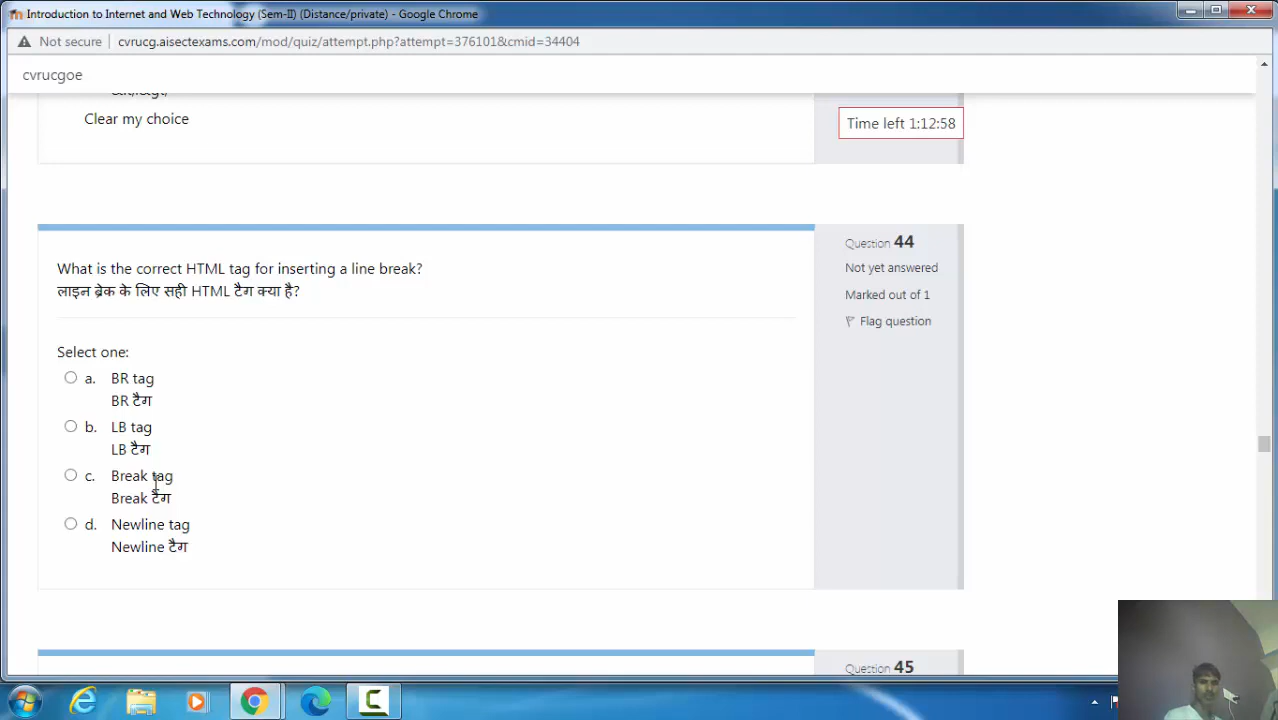 Introduction to Internet and Web Technology (Sem-II) (Distance/private) - Google Chrome
Not secure
cvrucg.aisectexams.com/mod/quiz/attempt.php?attempt=376101&cmid=34404
cvrucgoe
Clear my choice
Time left 1:12:58
What is the correct HTML tag for inserting a line break?
लाइन ब्रेक के लिए सही HTML टैग क्या है?
Question 44
Not yet answered
Marked out of 1
Flag question
Select one:
a. BR tag
BR टैग
b. LB tag
LB टैग
c. Break tag
Break टैग
d. Newline tag
Newline टैग
Question 45